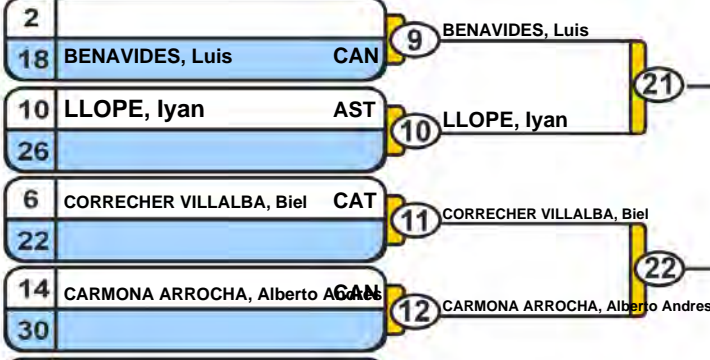 2
18 BENAVIDES, Luis CAN
9 BENAVIDES, Luis
21
10 LLOPE, Iyan AST
26
10 LLOPE, Iyan
6 CORRECHER VILLALBA, Biel CAT
22
11 CORRECHER VILLALBA, Biel
22
14 CARMONA ARROCHA, Alberto Andres CAN
30
12 CARMONA ARROCHA, Alberto Andres